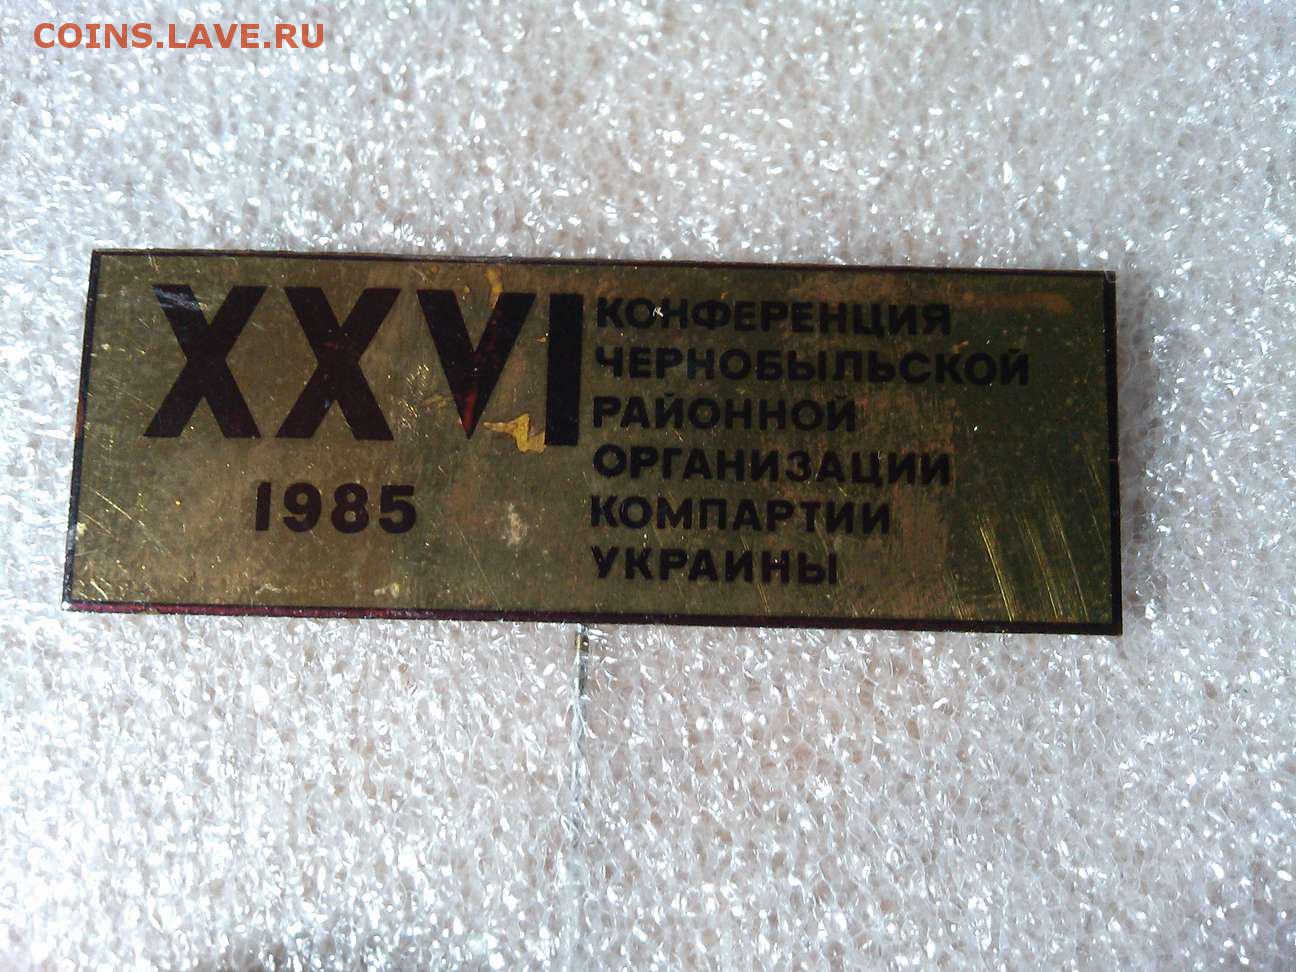 COINS.LAVE.RU
XXVI
1985
КОНФЕРЕНЦИЯ
ЧЕРНОБЫЛЬСКОЙ
РАЙОННОЙ
ОРГАНИЗАЦИИ
КОМПАРТИИ
УКРАИНЫ